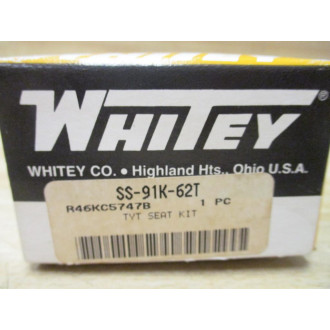 WHITEY
WHITEY CO. • Highland Hts., Ohio U.S.A.
SS-91K-62T
R46KC5747B 1 PC
TVT SEAT KIT